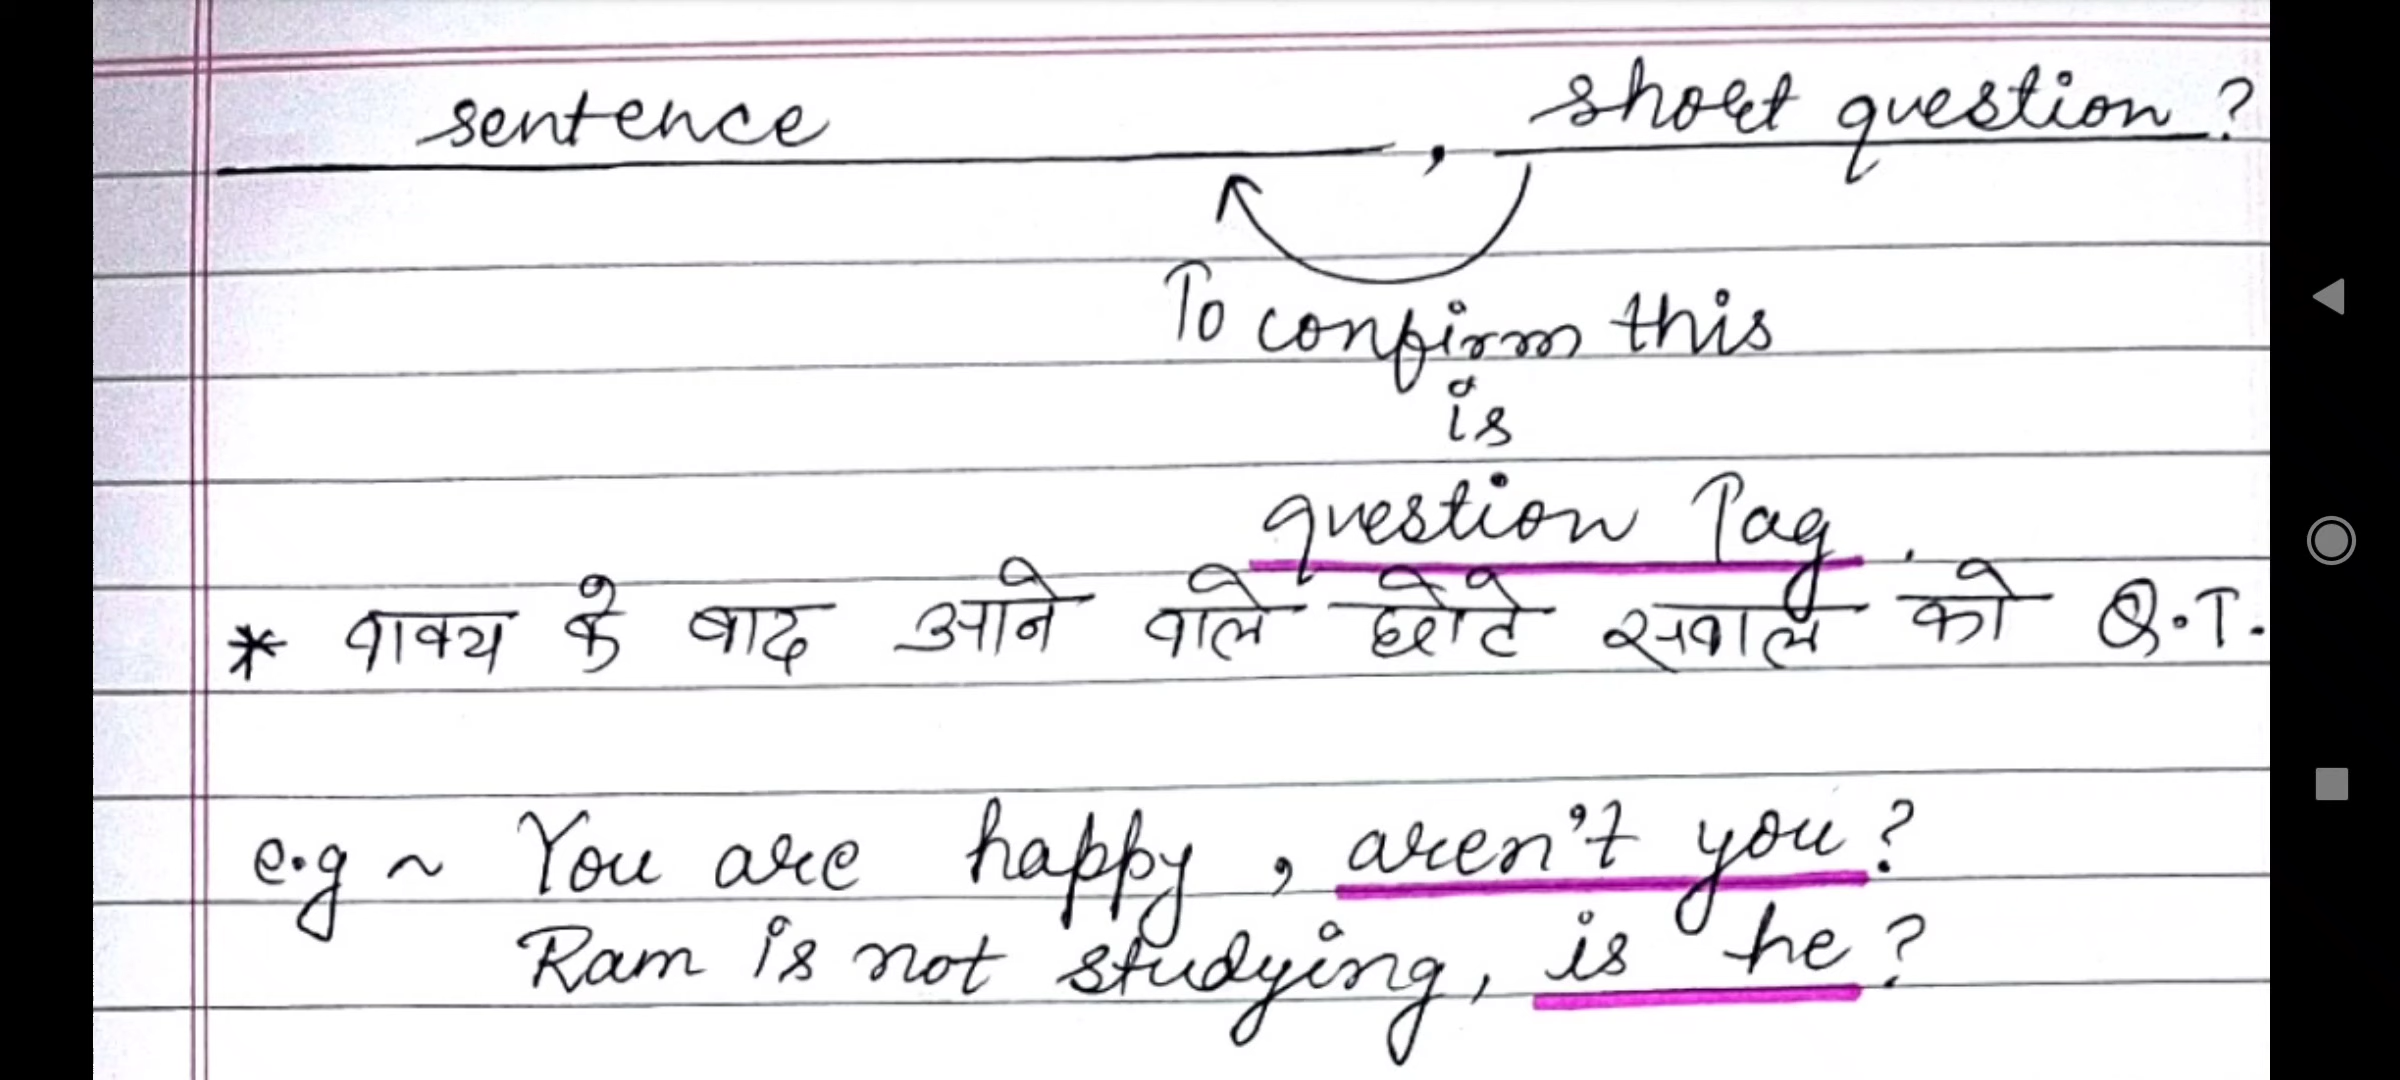 sentence , short question ?
To confirm this
is
question Tag .
* वाक्य के बाद आने वाले छोटे सवाल को Q.T.
e.g ~ You are happy , aren't you ?
Ram is not studying, is he ?